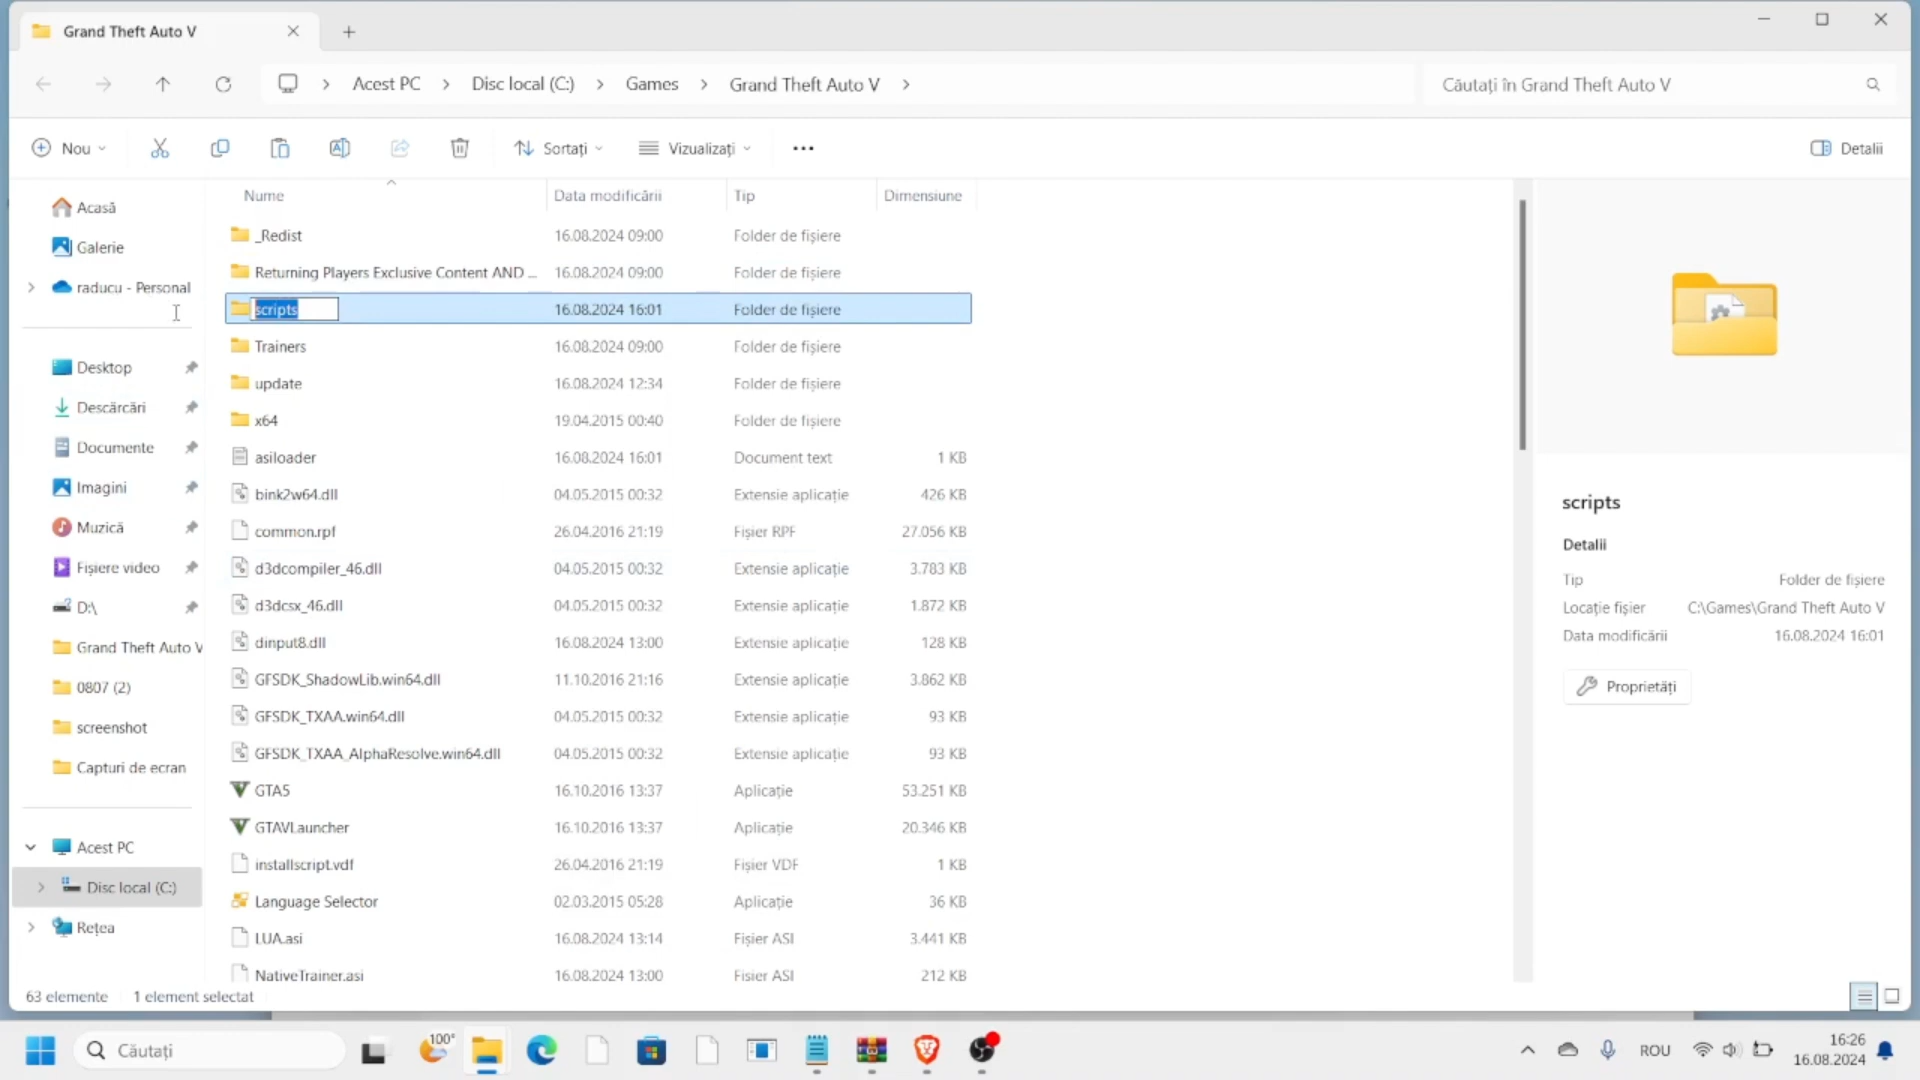 Grand Theft Auto V
Acest PC
Disc local (C:)
Games
Grand Theft Auto V
Căutați în Grand Theft Auto V
Nou
Sortați
Vizualizați
Detalii
Acasă
Galerie
raducu - Personal
Desktop
Descărcări
Documente
Imagini
Muzică
Fișiere video
D:\
Grand Theft Auto V
0807 (2)
screenshot
Capturi de ecran
Acest PC
Disc local (C:)
Rețea
Nume Data modificării Tip Dimensiune
_Redist 16.08.2024 09:00 Folder de fișiere
Returning Players Exclusive Content AND ... 16.08.2024 09:00 Folder de fișiere
scripts 16.08.2024 16:01 Folder de fișiere
Trainers 16.08.2024 09:00 Folder de fișiere
update 16.08.2024 12:34 Folder de fișiere
x64 19.04.2015 00:40 Folder de fișiere
asiloader 16.08.2024 16:01 Document text 1 KB
bink2w64.dll 04.05.2015 00:32 Extensie aplicație 426 KB
common.rpf 26.04.2016 21:19 Fișier RPF 27.056 KB
d3dcompiler_46.dll 04.05.2015 00:32 Extensie aplicație 3.783 KB
d3dcsx_46.dll 04.05.2015 00:32 Extensie aplicație 1.872 KB
dinput8.dll 16.08.2024 13:00 Extensie aplicație 128 KB
GFSDK_ShadowLib.win64.dll 11.10.2016 21:16 Extensie aplicație 3.862 KB
GFSDK_TXAA.win64.dll 04.05.2015 00:32 Extensie aplicație 93 KB
GFSDK_TXAA_AlphaResolve.win64.dll 04.05.2015 00:32 Extensie aplicație 93 KB
GTA5 16.10.2016 13:37 Aplicație 53.251 KB
GTAVLauncher 16.10.2016 13:37 Aplicație 20.346 KB
installscript.vdf 26.04.2016 21:19 Fișier VDF 1 KB
Language Selector 02.03.2015 05:28 Aplicație 36 KB
LUA.asi 16.08.2024 13:14 Fișier ASI 3.441 KB
NativeTrainer.asi 16.08.2024 13:00 Fișier ASI 212 KB
scripts
Detalii
Tip Folder de fișiere
Locație fișier C:\Games\Grand Theft Auto V
Data modificării 16.08.2024 16:01
Proprietăți
63 elemente 1 element selectat
Căutați
100°
ROU
16:26
16.08.2024